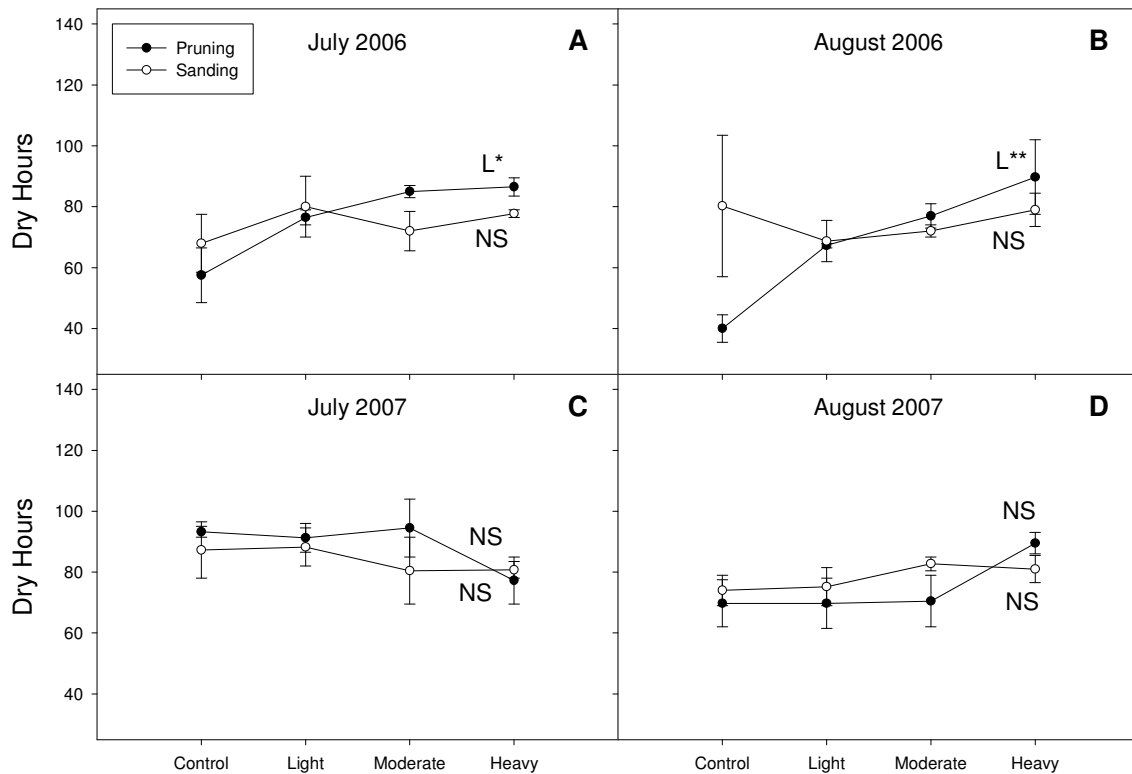 Pruning
Sanding
July 2006
A
August 2006
B
Dry Hours
140
120
100
80
60
40
L*
NS
L**
NS
July 2007
C
August 2007
D
Dry Hours
140
120
100
80
60
40
NS
NS
NS
NS
Control Light Moderate Heavy
Control Light Moderate Heavy